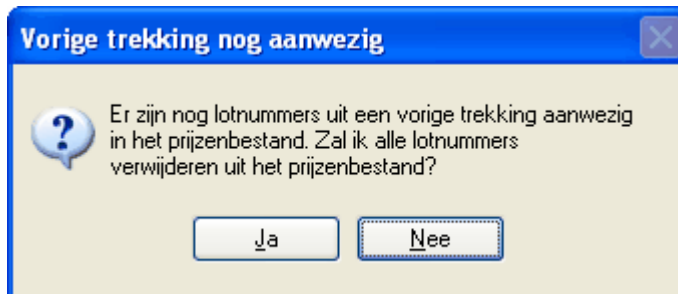 Vorige trekking nog aanwezig
Er zijn nog lotnummers uit een vorige trekking aanwezig
in het prijzenbestand. Zal ik alle lotnummers
verwijderen uit het prijzenbestand?
Ja
Nee